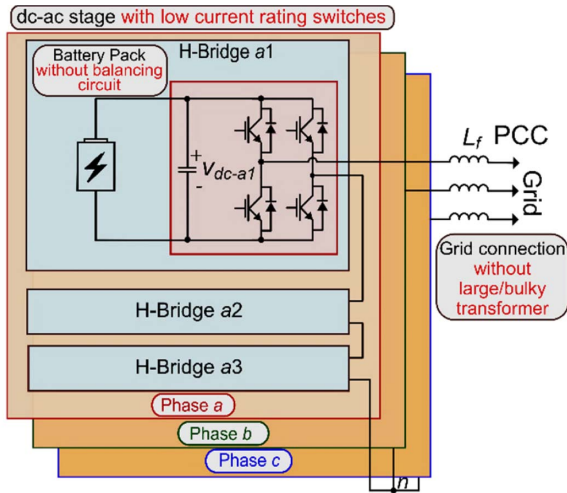 dc-ac stage with low current rating switches
H-Bridge a1
Battery Pack
without balancing
circuit
+
v_dc-a1
-
L_f PCC
Grid
Grid connection
without
large/bulky
transformer
H-Bridge a2
H-Bridge a3
Phase a
Phase b
Phase c
n